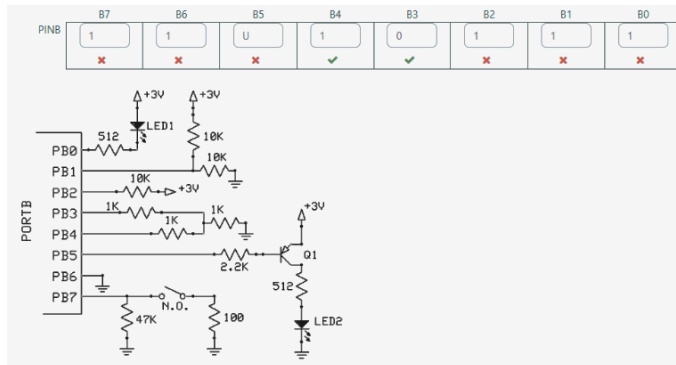 B7 B6 B5 B4 B3 B2 B1 B0
PINB 1 1 U 1 0 1 1 1
+3V +3V
LED1
512 10K
PB0
10K
PB1
10K +3V
PB2
1K 1K +3V
PB3
1K
PB4
PORTB
PB5 Q1
2.2K
PB6 512
PB7
N.O. LED2
47K 100